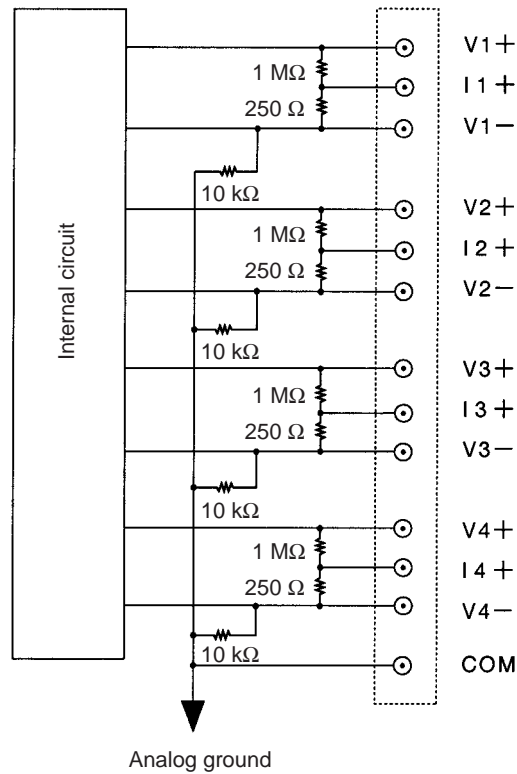 V1+
1 MΩ
I1+
250 Ω
V1−
10 kΩ
V2+
1 MΩ
I2+
250 Ω
V2−
10 kΩ
Internal circuit
V3+
1 MΩ
I3+
250 Ω
V3−
10 kΩ
V4+
1 MΩ
I4+
250 Ω
V4−
10 kΩ
COM
Analog ground